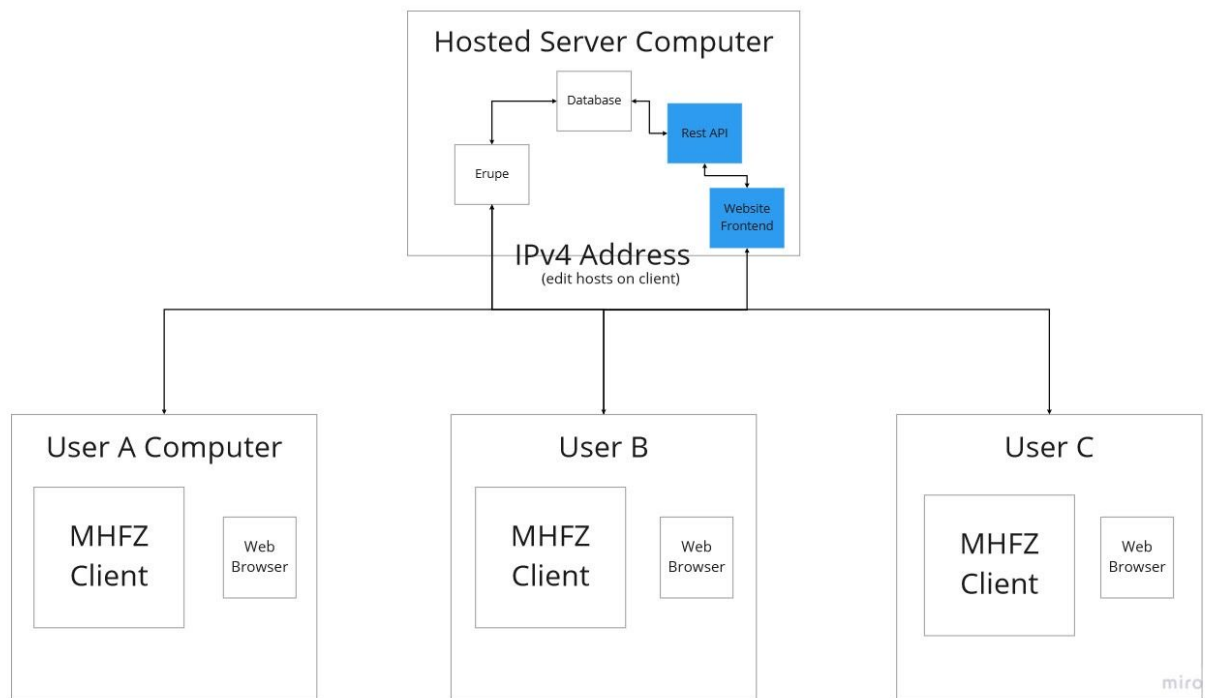 Hosted Server Computer
Database
Rest API
Erupe
Website
Frontend
IPv4 Address
(edit hosts on client)
User A Computer
MHFZ
Client
Web
Browser
User B
MHFZ
Client
Web
Browser
User C
MHFZ
Client
Web
Browser
miro